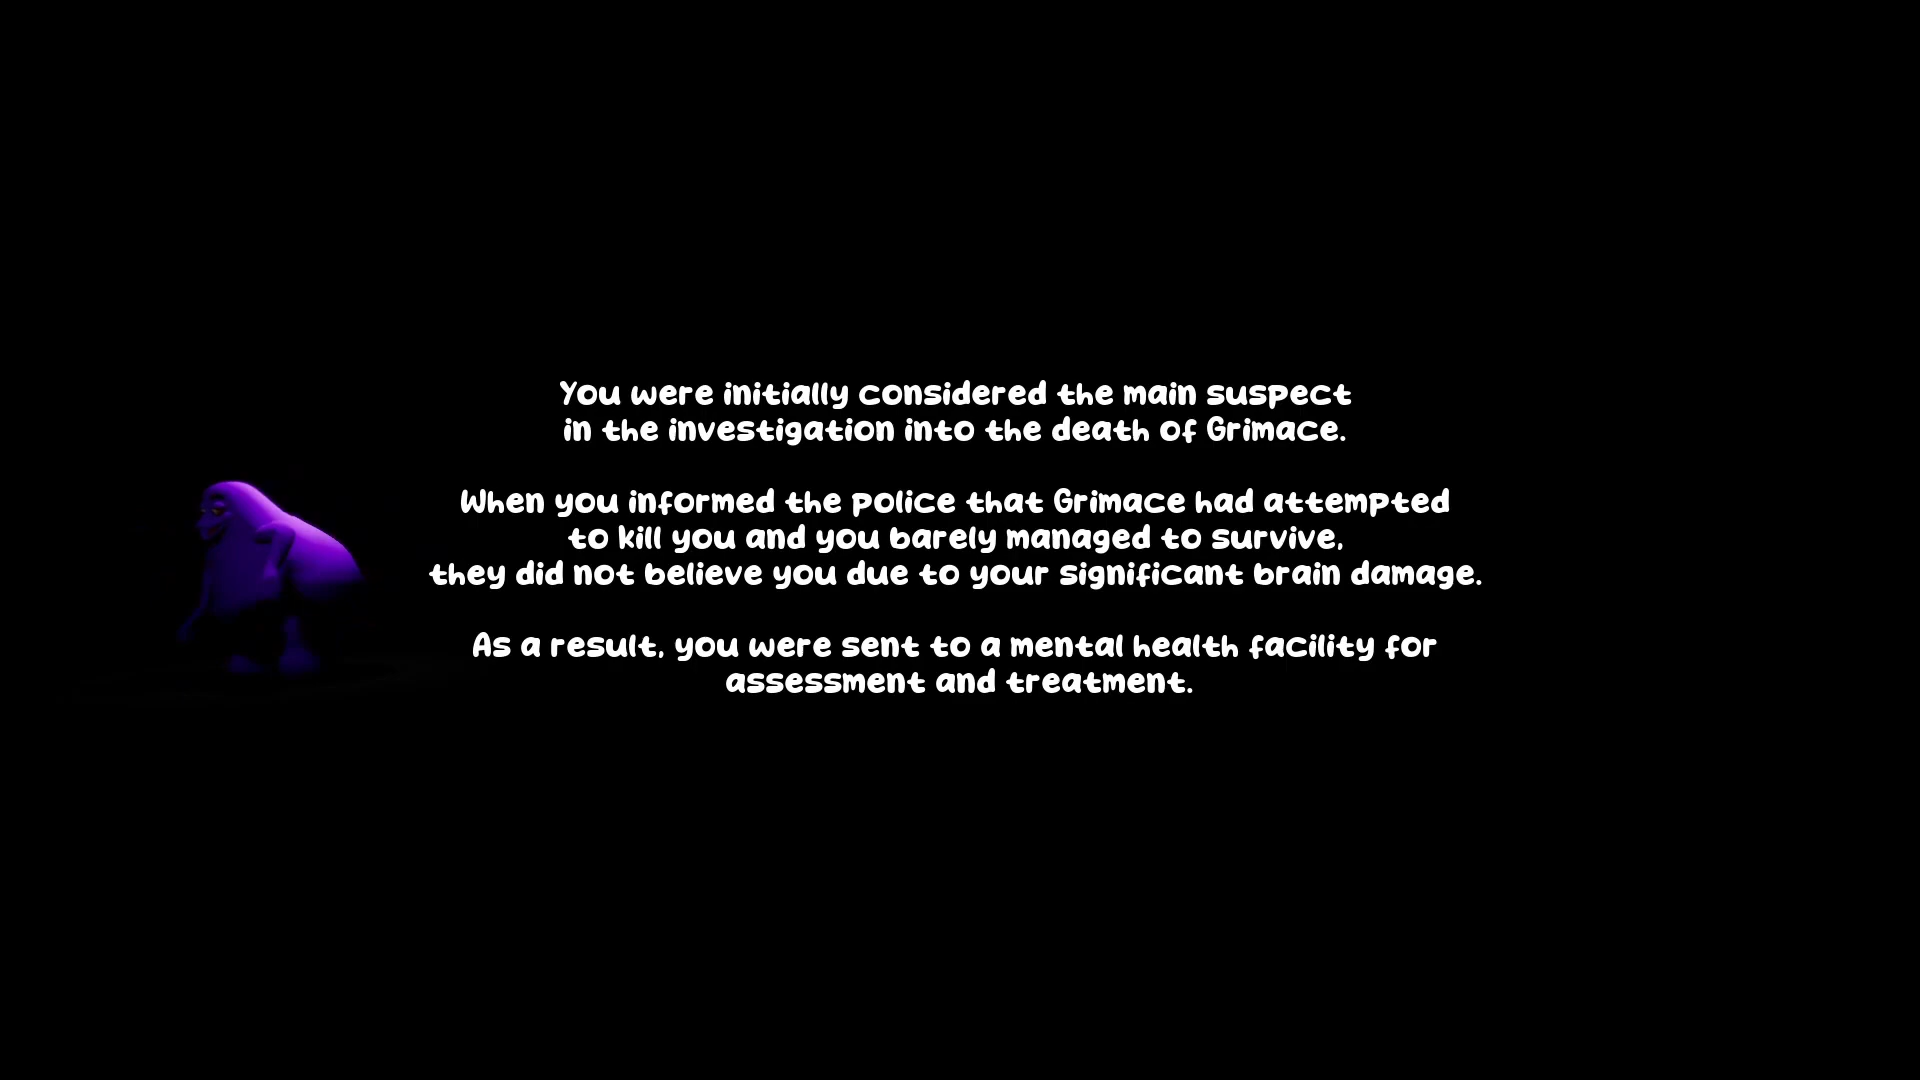 You were initially considered the main suspect
in the investigation into the death of Grimace.
When you informed the police that Grimace had attempted
to kill you and you barely managed to survive,
they did not believe you due to your significant brain damage.
As a result, you were sent to a mental health facility for
assessment and treatment.